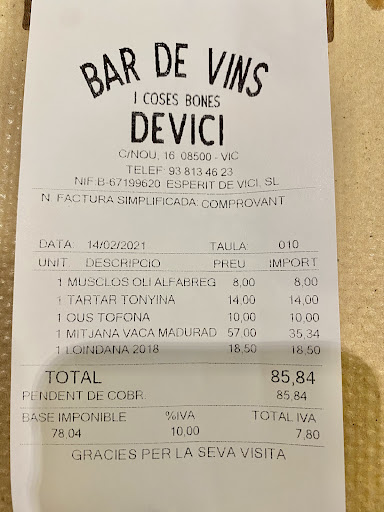 BAR DE VINS
I COSES BONES
DEVICI
C/NOU, 16 08500 - VIC
TELEF: 93 813 46 23
NIF:B-67199620 ESPERIT DE VICI, SL
N. FACTURA SIMPLIFICADA: COMPROVANT
DATA: 14/02/2021 TAULA: 010
UNIT DESCRIPCIO PREU IMPORT
1 MUSCLOS OLI ALFABREG 8,00 8,00
1 TARTAR TONYINA 14,00 14,00
1 OUS TOFONA 10,00 10,00
1 MITJANA VACA MADURAD 57,00 35,34
1 LOINDANA 2018 18,50 18,50
TOTAL 85,84
PENDENT DE COBR. 85,84
BASE IMPONIBLE %IVA TOTAL IVA
78,04 10,00 7,80
GRACIES PER LA SEVA VISITA